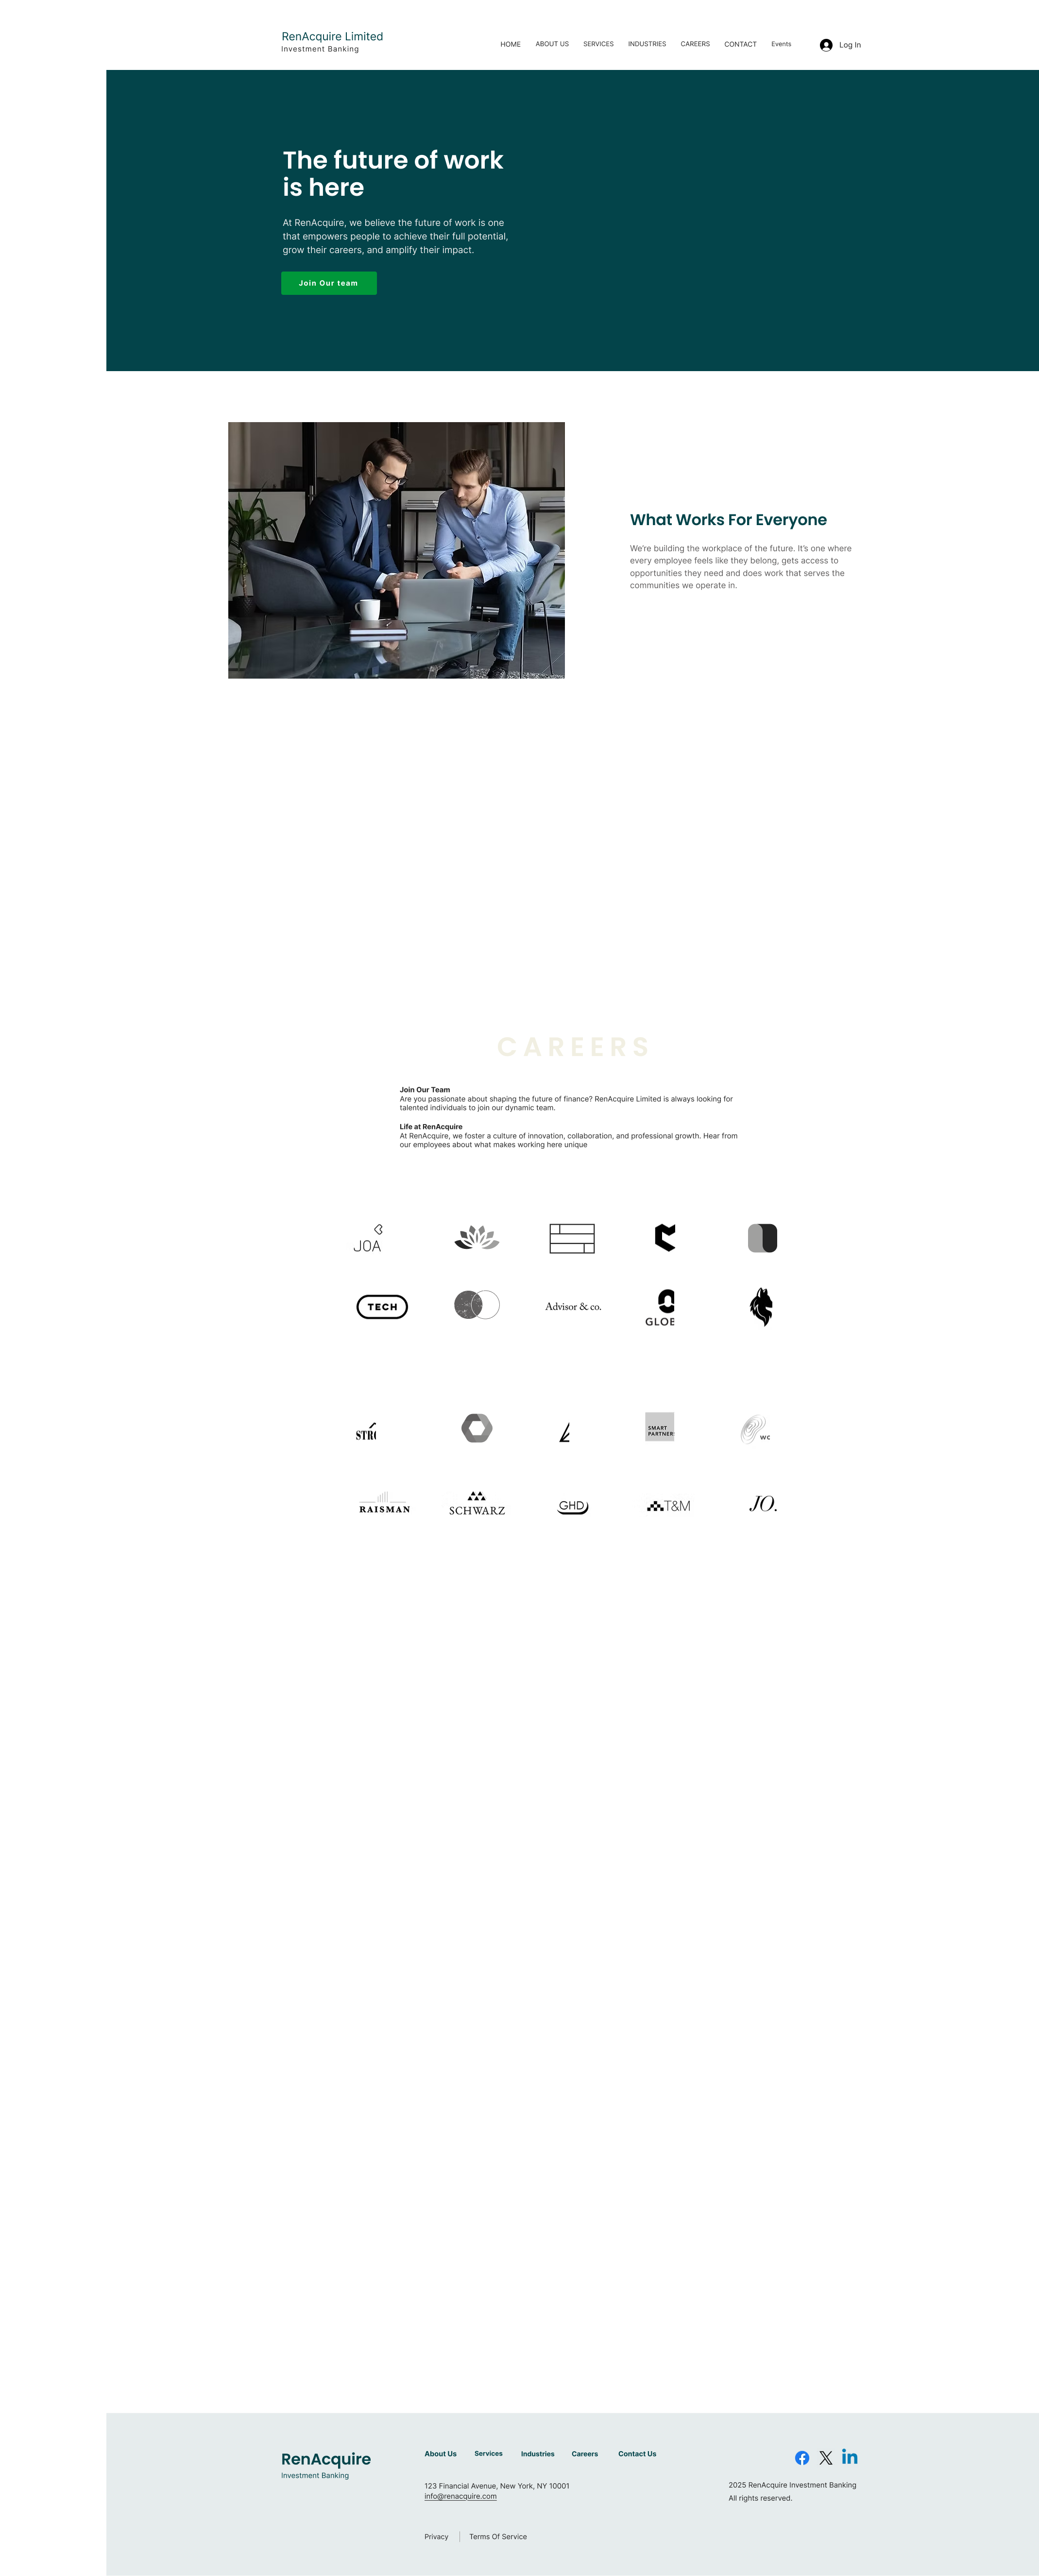 RenAcquire Limited
Investment Banking
HOME ABOUT US SERVICES INDUSTRIES CAREERS CONTACT Events Log In
The future of work
is here
At RenAcquire, we believe the future of work is one
that empowers people to achieve their full potential,
grow their careers, and amplify their impact.
Join Our team
What Works For Everyone
We're building the workplace of the future. It's one where
every employee feels like they belong, gets access to
opportunities they need and does work that serves the
communities we operate in.
CAREERS
Join Our Team
Are you passionate about shaping the future of finance? RenAcquire Limited is always looking for
talented individuals to join our dynamic team.
Life at RenAcquire
At RenAcquire, we foster a culture of innovation, collaboration, and professional growth. Hear from
our employees about what makes working here unique
JOA
TECH
Advisor & co.
GLOB
STRO
SMART
PARTNERS
WC
RAISMAN
SCHWARZ
GHD
T&M
JO.
RenAcquire
Investment Banking
About Us Services Industries Careers Contact Us
123 Financial Avenue, New York, NY 10001
info@renacquire.com
2025 RenAcquire Investment Banking
All rights reserved.
Privacy Terms Of Service